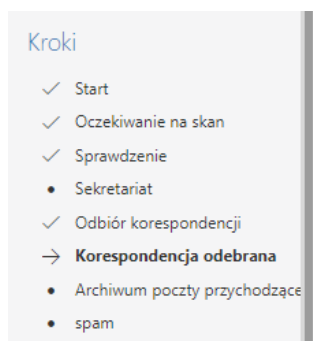 Kroki
Start
Oczekiwanie na skan
Sprawdzenie
Sekretariat
Odbiór korespondencji
Korespondencja odebrana
Archiwum poczty przychodzące
spam